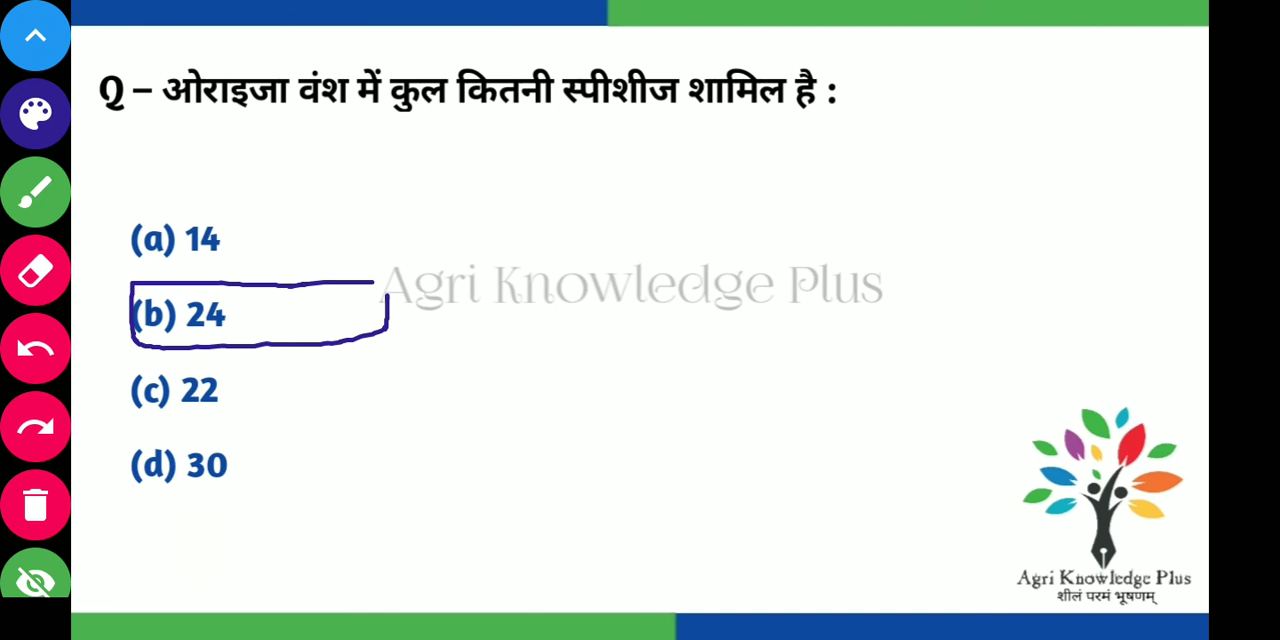 Q – ओराइजा वंश में कुल कितनी स्पीशीज शामिल है :
(a) 14
Agri Knowledge Plus
(b) 24
(c) 22
(d) 30
Agri Knowledge Plus
शीलं परमं भूषणम्